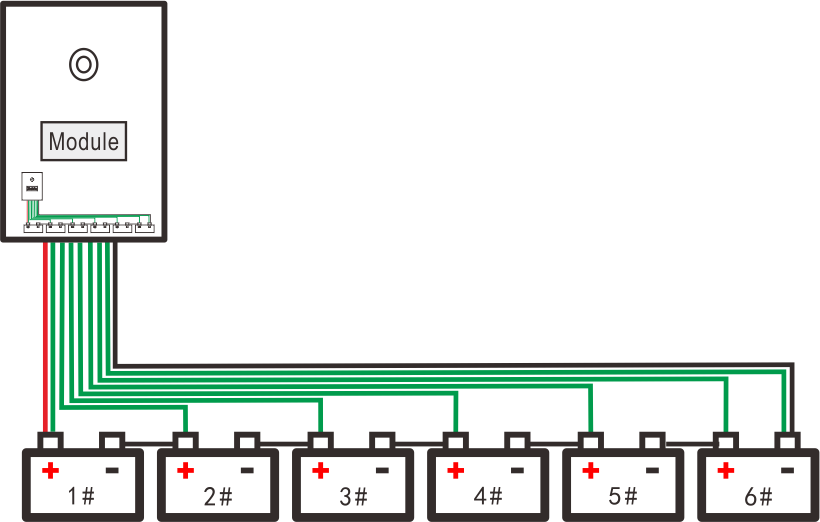 Module
+ - 1#
+ - 2#
+ - 3#
+ - 4#
+ - 5#
+ - 6#